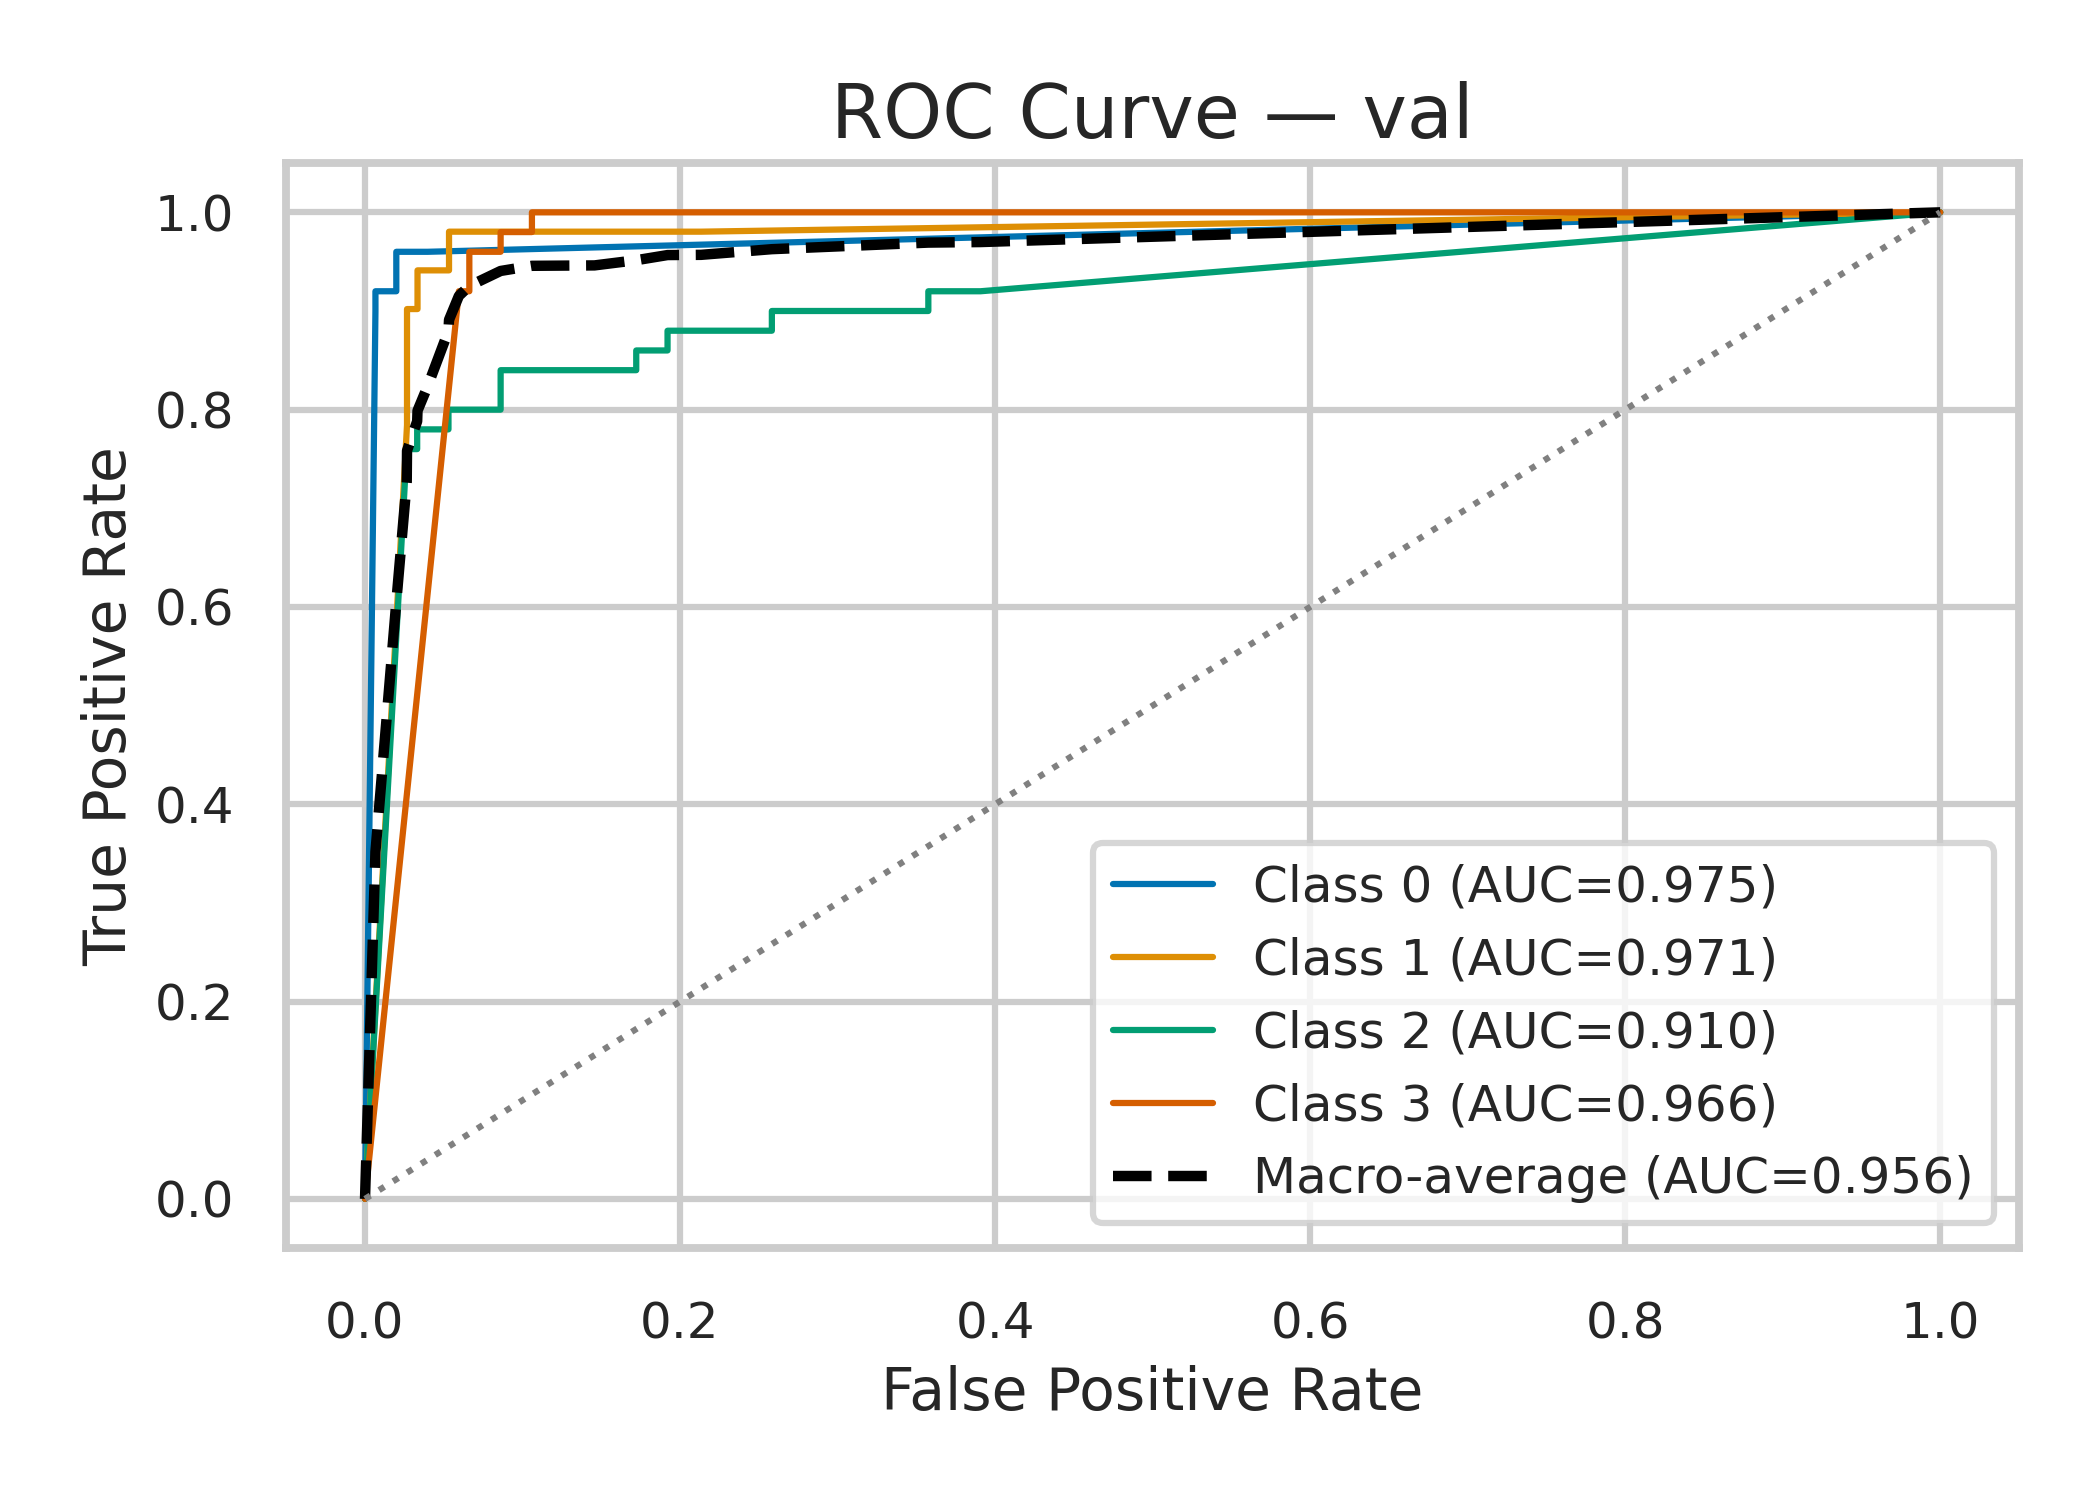 ROC Curve — val
1.0
0.8
0.6
0.4
0.2
0.0
True Positive Rate
Class 0 (AUC=0.975)
Class 1 (AUC=0.971)
Class 2 (AUC=0.910)
Class 3 (AUC=0.966)
Macro-average (AUC=0.956)
0.0 0.2 0.4 0.6 0.8 1.0
False Positive Rate